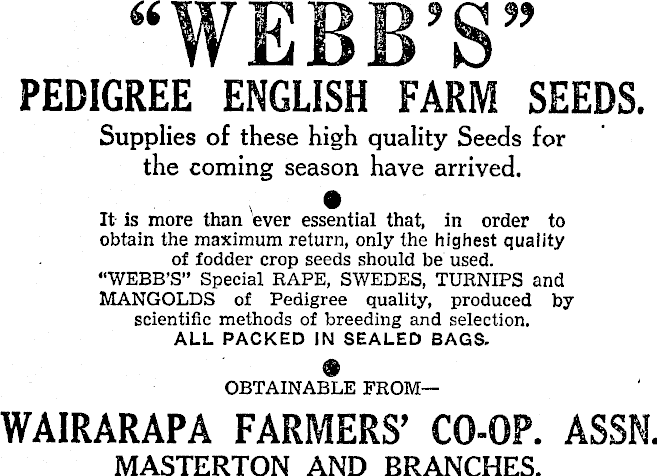 “WEBB’S”
PEDIGREE ENGLISH FARM SEEDS.
Supplies of these high quality Seeds for
the coming season have arrived.
It is more than ever essential that, in order to
obtain the maximum return, only the highest quality
of fodder crop seeds should be used.
“WEBB’S” Special RAPE, SWEDES, TURNIPS and
MANGOLDS of Pedigree quality, produced by
scientific methods of breeding and selection.
ALL PACKED IN SEALED BAGS.
OBTAINABLE FROM—
WAIRARAPA FARMERS’ CO-OP. ASSN.
MASTERTON AND BRANCHES.